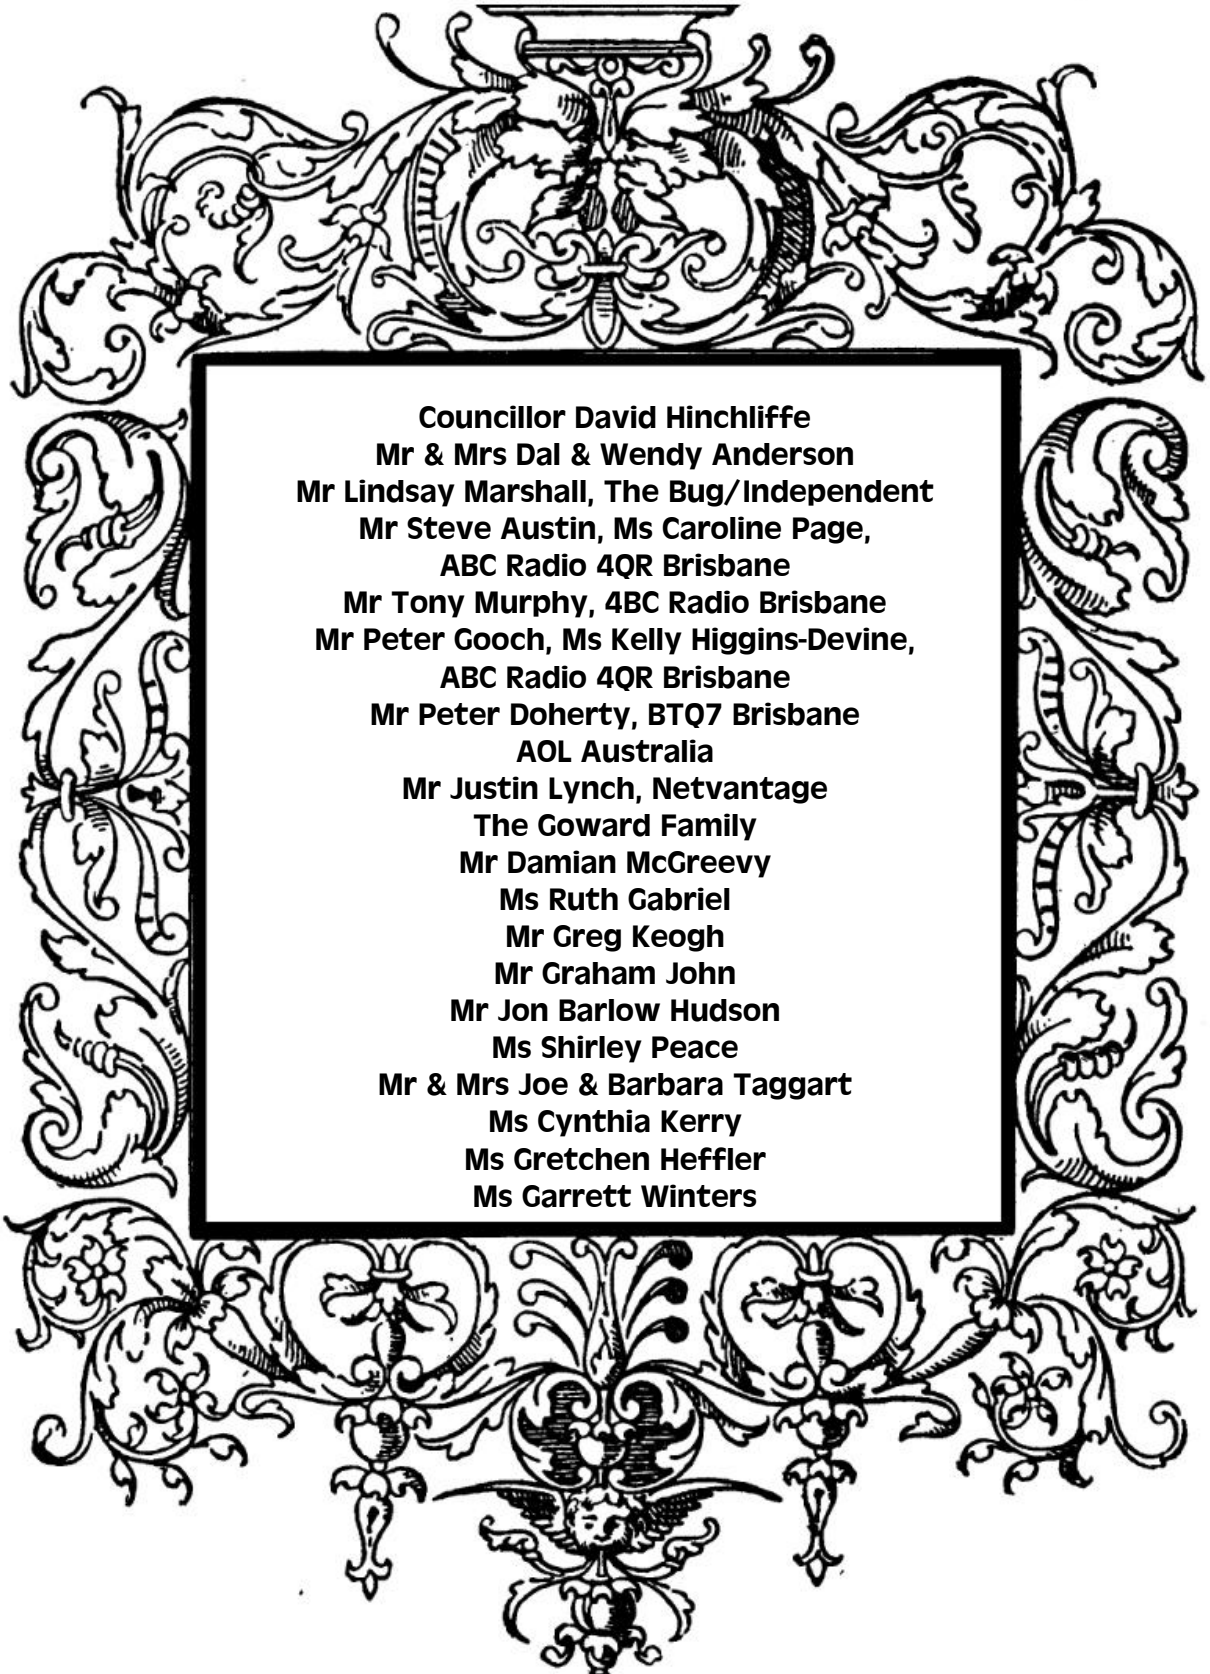 Councillor David Hinchliffe
Mr & Mrs Dal & Wendy Anderson
Mr Lindsay Marshall, The Bug/Independent
Mr Steve Austin, Ms Caroline Page,
ABC Radio 4QR Brisbane
Mr Tony Murphy, 4BC Radio Brisbane
Mr Peter Gooch, Ms Kelly Higgins-Devine,
ABC Radio 4QR Brisbane
Mr Peter Doherty, BTQ7 Brisbane
AOL Australia
Mr Justin Lynch, Netvantage
The Goward Family
Mr Damian McGreevy
Ms Ruth Gabriel
Mr Greg Keogh
Mr Graham John
Mr Jon Barlow Hudson
Ms Shirley Peace
Mr & Mrs Joe & Barbara Taggart
Ms Cynthia Kerry
Ms Gretchen Heffler
Ms Garrett Winters